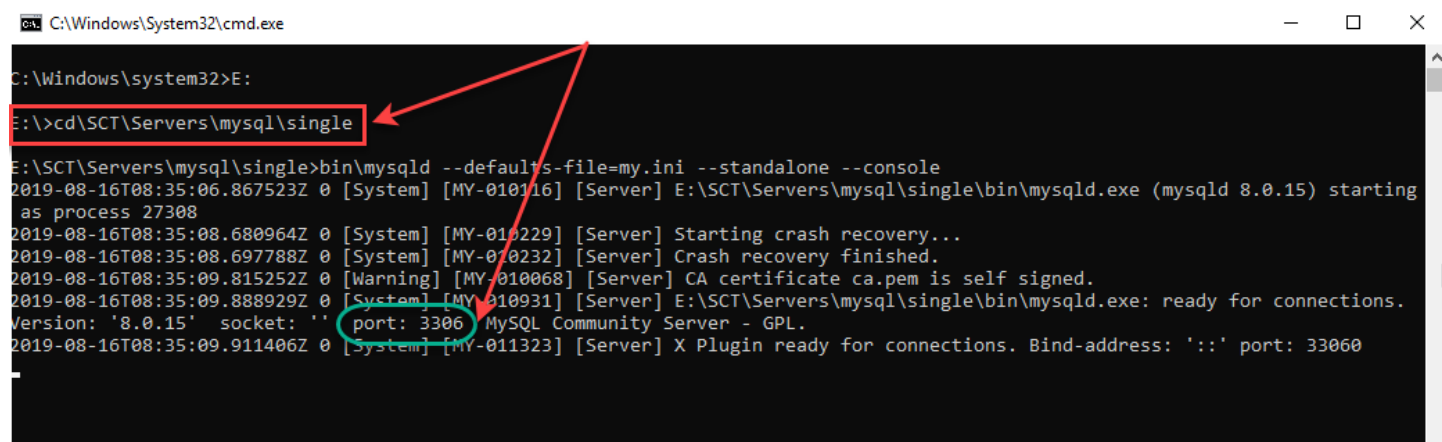 C:\Windows\System32\cmd.exe
C:\Windows\system32>E:
E:\>cd\SCT\Servers\mysql\single
E:\SCT\Servers\mysql\single>bin\mysqld --defaults-file=my.ini --standalone --console
2019-08-16T08:35:06.867523Z 0 [System] [MY-010116] [Server] E:\SCT\Servers\mysql\single\bin\mysqld.exe (mysqld 8.0.15) starting
as process 27308
2019-08-16T08:35:08.680964Z 0 [System] [MY-010229] [Server] Starting crash recovery...
2019-08-16T08:35:08.697788Z 0 [System] [MY-010232] [Server] Crash recovery finished.
2019-08-16T08:35:09.815252Z 0 [Warning] [MY-010068] [Server] CA certificate ca.pem is self signed.
2019-08-16T08:35:09.888929Z 0 [System] [MY-010931] [Server] E:\SCT\Servers\mysql\single\bin\mysqld.exe: ready for connections.
Version: '8.0.15'  socket: ''  port: 3306  MySQL Community Server - GPL.
2019-08-16T08:35:09.911406Z 0 [System] [MY-011323] [Server] X Plugin ready for connections. Bind-address: '::' port: 33060